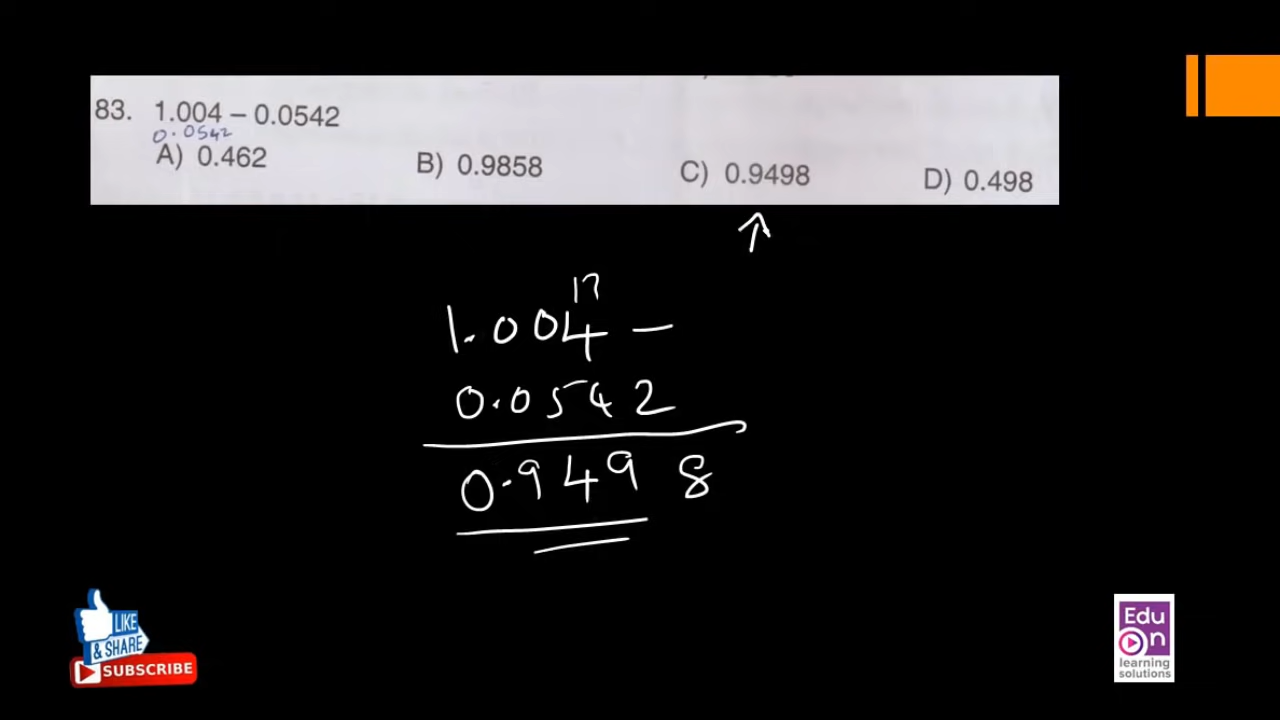 83. 1.004 – 0.0542
0.0542
A) 0.462 B) 0.9858 C) 0.9498 D) 0.498
1.004 –
0.0542
0.9498
LIKE
& SHARE
SUBSCRIBE
Edu
on
learning
solutions